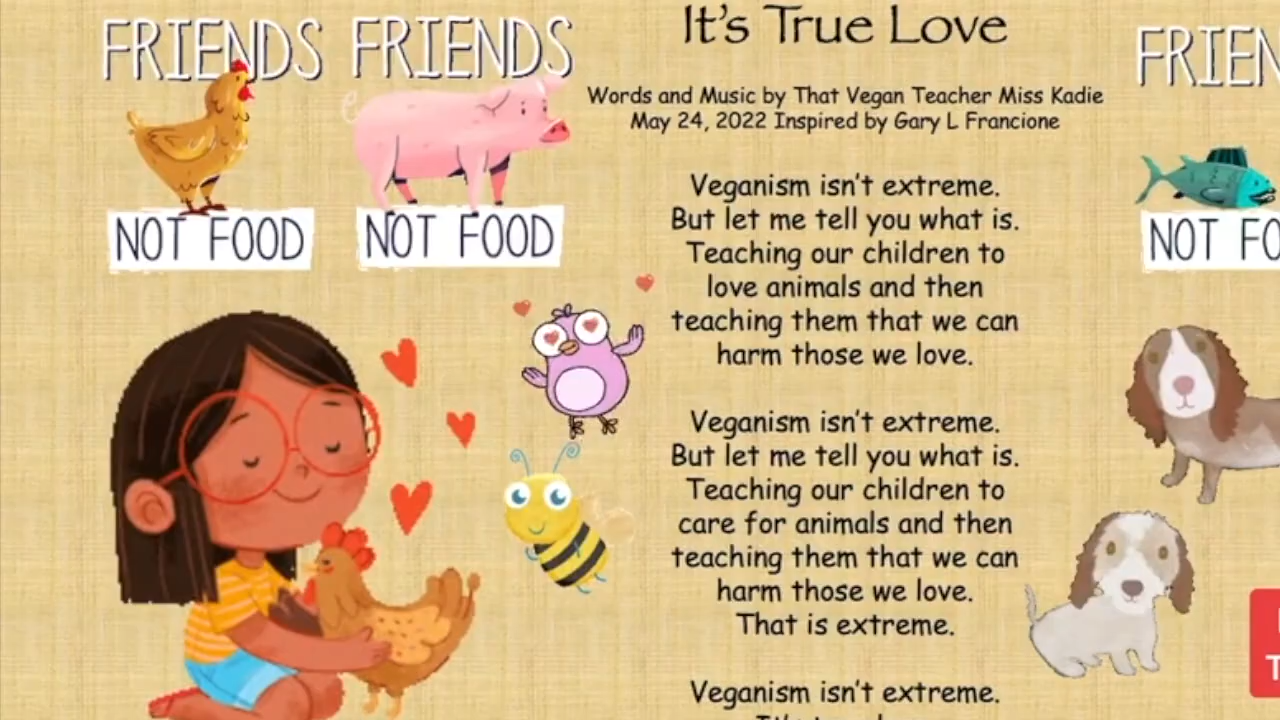 FRIENDS FRIENDS
NOT FOOD NOT FOOD
It's True Love
Words and Music by That Vegan Teacher Miss Kadie
May 24, 2022 Inspired by Gary L Francione
Veganism isn't extreme.
But let me tell you what is.
Teaching our children to
love animals and then
teaching them that we can
harm those we love.
Veganism isn't extreme.
But let me tell you what is.
Teaching our children to
care for animals and then
teaching them that we can
harm those we love.
That is extreme.
Veganism isn't extreme.
FRIEN
NOT FO